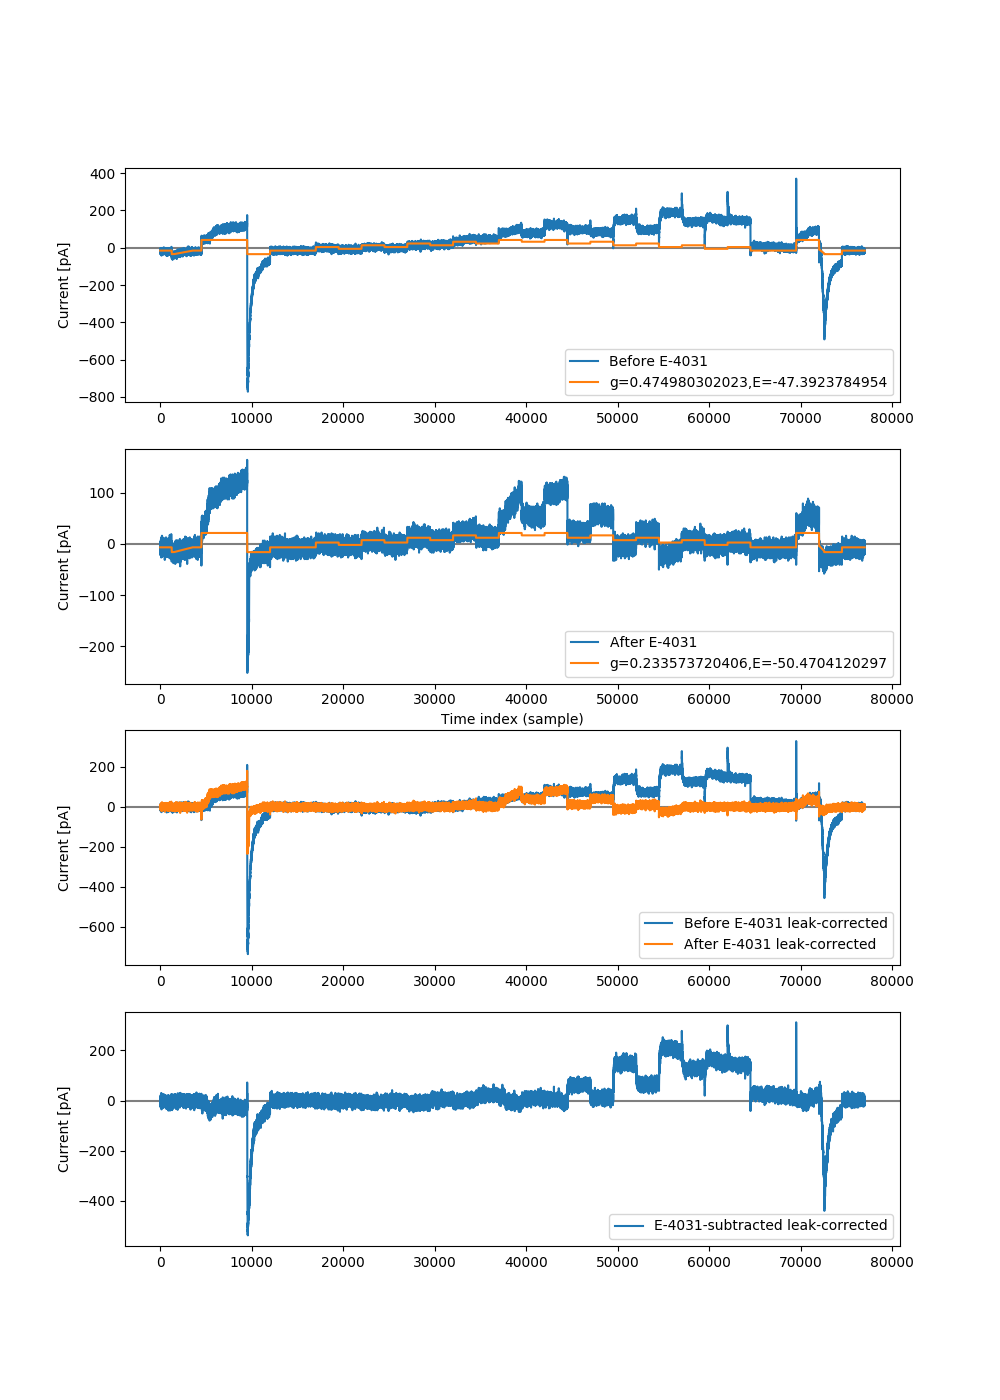 400
200
0
−200
−400
−600
−800
Current [pA]
Before E-4031
g=0.474980302023,E=-47.3923784954
0 10000 20000 30000 40000 50000 60000 70000 80000
100
0
−100
−200
Current [pA]
After E-4031
g=0.233573720406,E=-50.4704120297
0 10000 20000 30000 40000 50000 60000 70000 80000
Time index (sample)
200
0
−200
−400
−600
Current [pA]
Before E-4031 leak-corrected
After E-4031 leak-corrected
0 10000 20000 30000 40000 50000 60000 70000 80000
200
0
−200
−400
Current [pA]
E-4031-subtracted leak-corrected
0 10000 20000 30000 40000 50000 60000 70000 80000